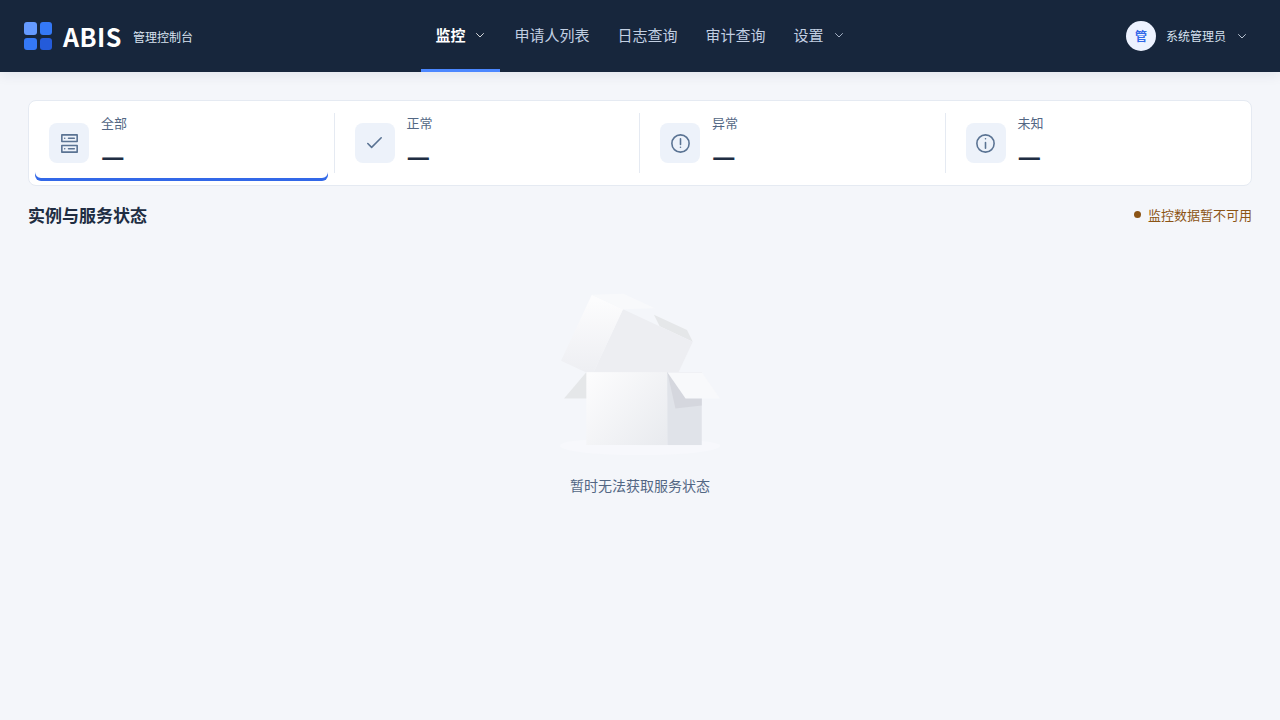 ABIS 管理控制台 监控 申请人列表 日志查询 审计查询 设置 管 系统管理员
全部 正常 异常 未知
— — — —
实例与服务状态 监控数据暂不可用
暂时无法获取服务状态